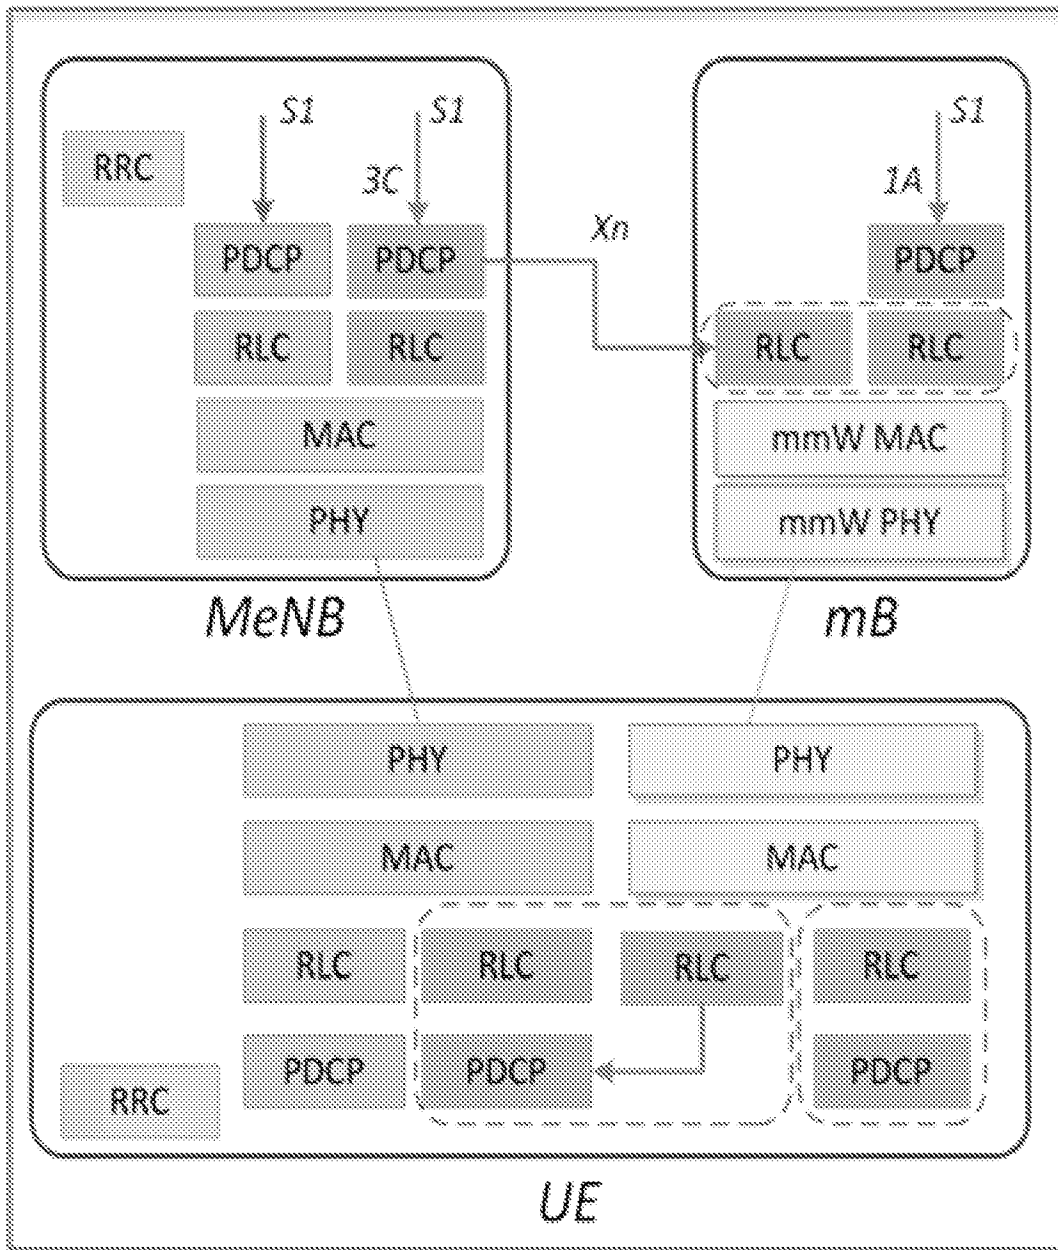 S1 S1
RRC
3C
PDCP PDCP
RLC RLC
MAC
PHY
MeNB
Xn
S1
1A
PDCP
RLC RLC
mmW MAC
mmW PHY
mB
PHY PHY
MAC MAC
RLC RLC RLC RLC
PDCP PDCP PDCP
RRC
UE